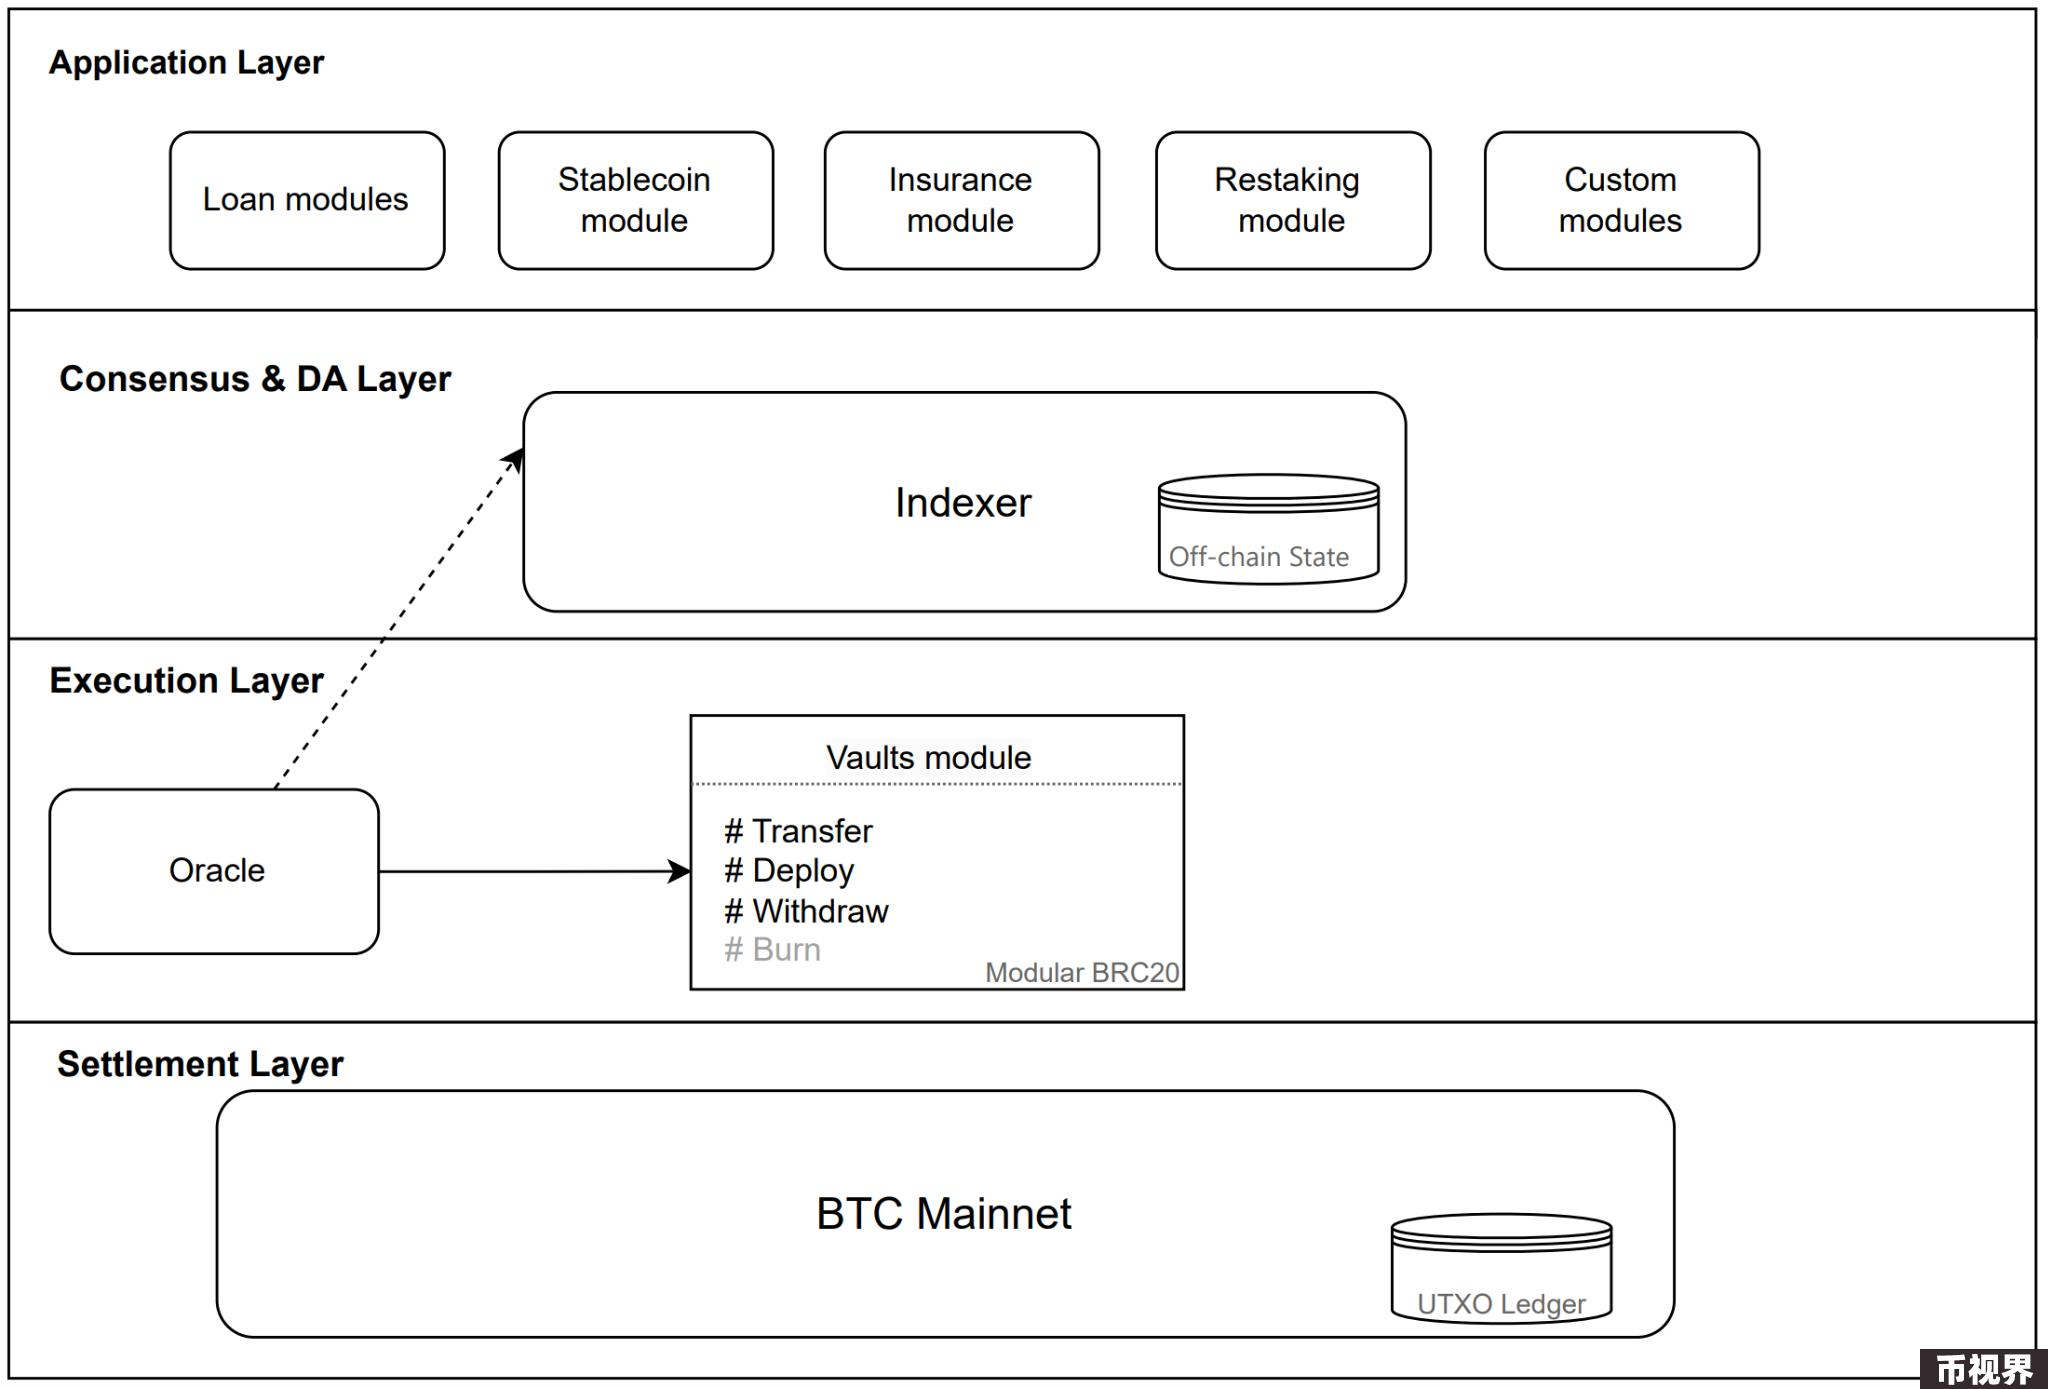 Application Layer
Loan modules
Stablecoin
module
Insurance
module
Restaking
module
Custom
modules
Consensus & DA Layer
Indexer
Off-chain State
Execution Layer
Oracle
Vaults module
# Transfer
# Deploy
# Withdraw
# Burn
Modular BRC20
Settlement Layer
BTC Mainnet
UTXO Ledger
币视界